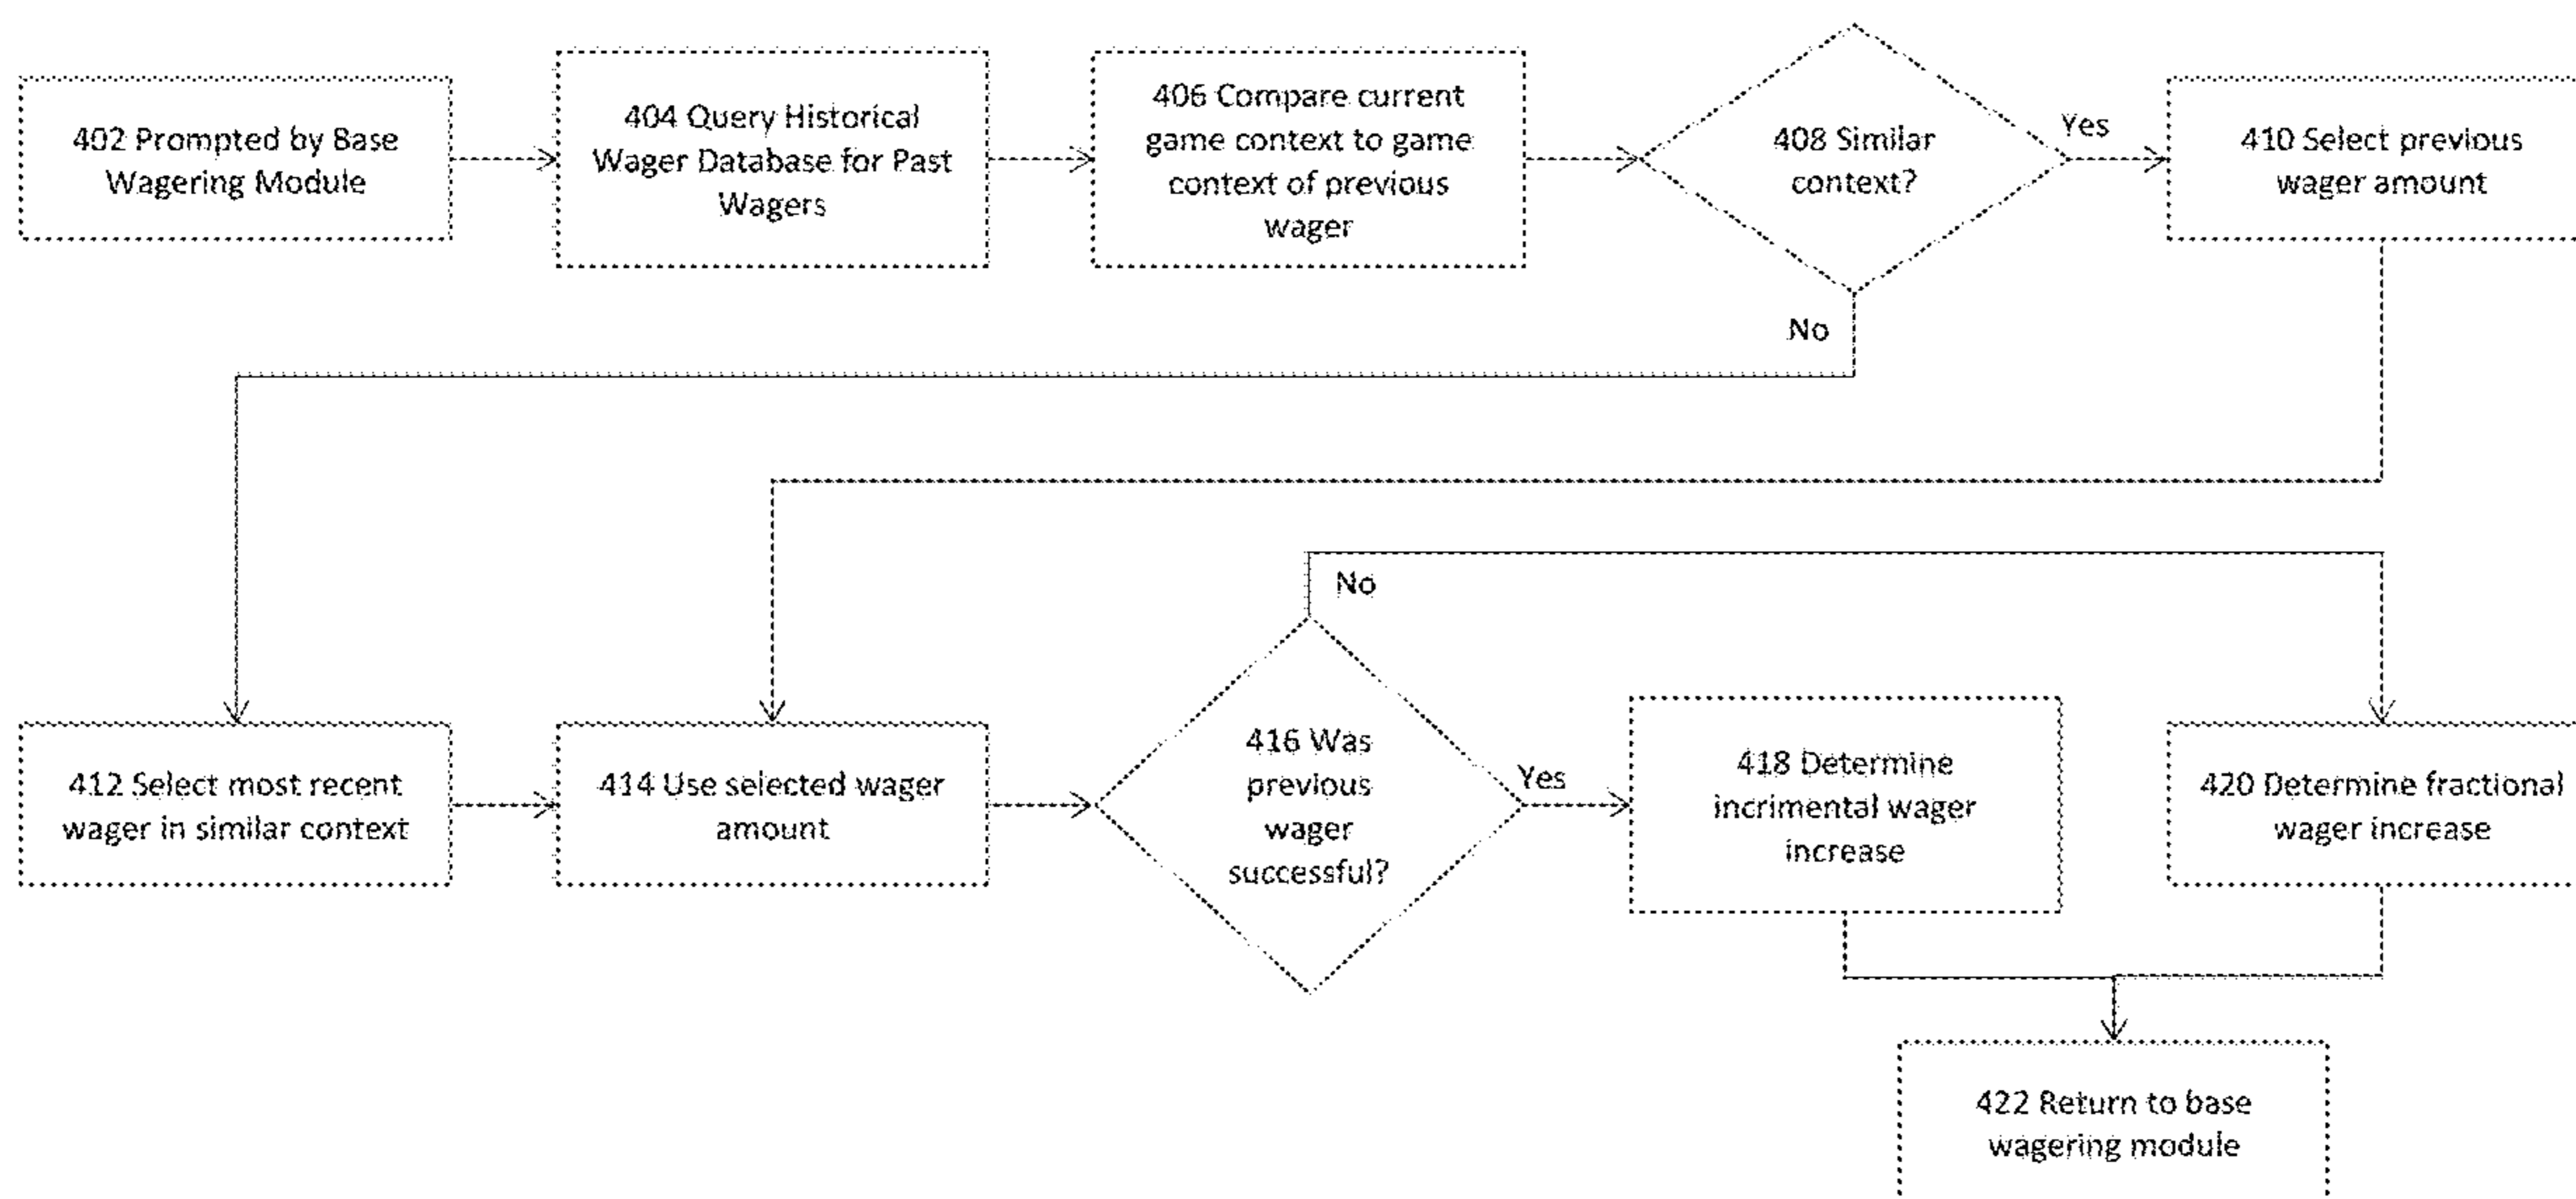 402 Prompted by Base
Wagering Module
404 Query Historical
Wager Database for Past
Wagers
406 Compare current
game context to game
context of previous
wager
408 Similar
context?
Yes
410 Select previous
wager amount
No
No
412 Select most recent
wager in similar context
414 Use selected wager
amount
416 Was
previous
wager
successful?
Yes
418 Determine
incrimental wager
increase
420 Determine fractional
wager increase
422 Return to base
wagering module